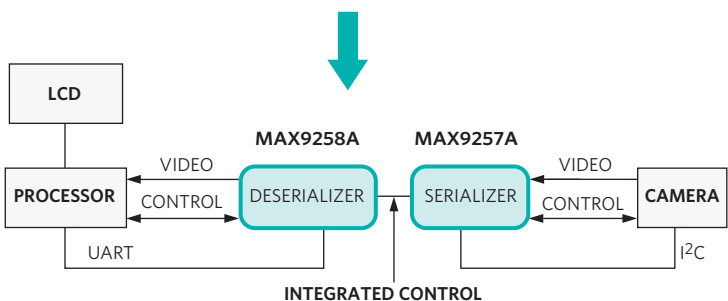 LCD
MAX9258A
MAX9257A
VIDEO
VIDEO
PROCESSOR
DESERIALIZER
SERIALIZER
CAMERA
CONTROL
CONTROL
UART
I²C
INTEGRATED CONTROL